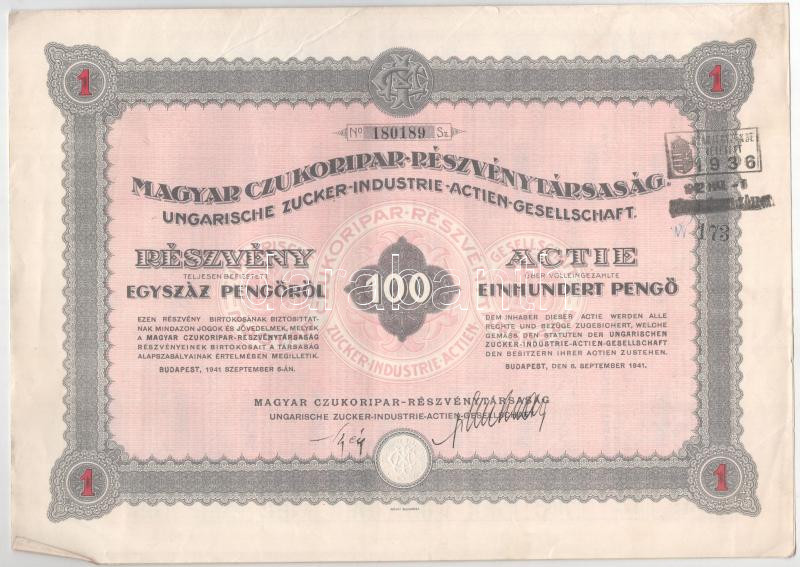 1
1
Nº 180189 Sz.
MAGYAR CZUKORIPAR-RÉSZVÉNYTÁRSASÁG.
UNGARISCHE ZUCKER-INDUSTRIE-ACTIEN-GESELLSCHAFT.
1936
173
RÉSZVÉNY
TELJESEN BEFIZETETT
EGYSZÁZ PENGÖRÖL
100
ACTIE
ÜBER VOLLEINGEZAHLTE
EINHUNDERT PENGÖ
EZEN RÉSZVÉNY BIRTOKOSÁNAK BIZTOSITTAT-
NAK MINDAZON JOGOK ÉS JÖVEDELMEK, MELYEK
A MAGYAR CZUKORIPAR-RÉSZVÉNYTÁRSASÁG
RÉSZVÉNYEINEK BIRTOKOSAIT A TÁRSASÁG
ALAPSZABÁLYAINAK ÉRTELMÉBEN MEGILLETIK.
BUDAPEST, 1941 SZEPTEMBER 6-ÁN.
DEM INHABER DIESER ACTIE WERDEN ALLE
RECHTE UND BEZÜGE ZUGESICHERT, WELCHE
GEMÄSS DEN STATUTEN DER UNGARISCHEN
ZUCKER-INDUSTRIE-ACTIEN-GESELLSCHAFT
DEN BESITZERN IHRER ACTIEN ZUSTEHEN.
BUDAPEST, DEN 6. SEPTEMBER 1941.
MAGYAR CZUKORIPAR-RÉSZVÉNYTÁRSASÁG
UNGARISCHE ZUCKER-INDUSTRIE-ACTIEN-GESELLSCHAFT
1
1